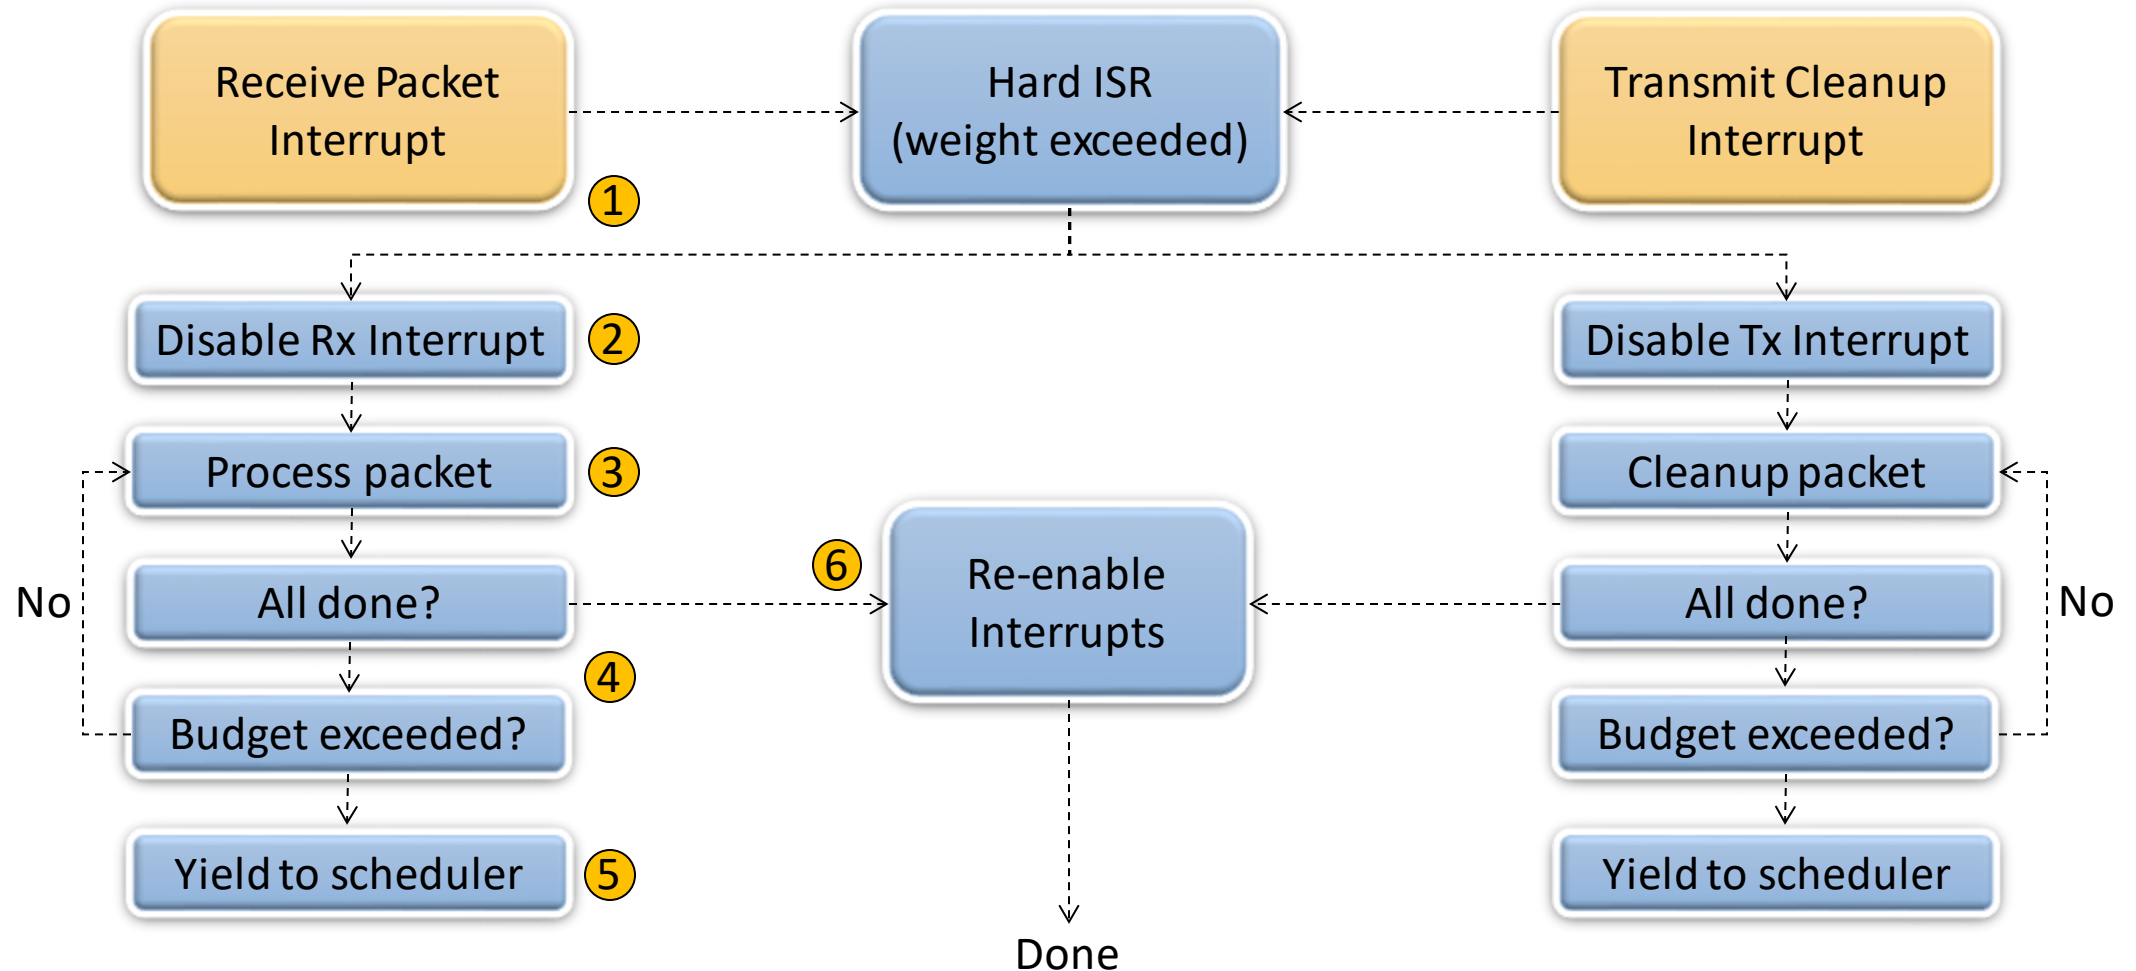 Receive Packet
Interrupt
Hard ISR
(weight exceeded)
Transmit Cleanup
Interrupt
1
Disable Rx Interrupt
2
Disable Tx Interrupt
Process packet
3
Cleanup packet
6
Re-enable
Interrupts
No
All done?
All done?
No
4
Budget exceeded?
Budget exceeded?
Yield to scheduler
5
Yield to scheduler
Done